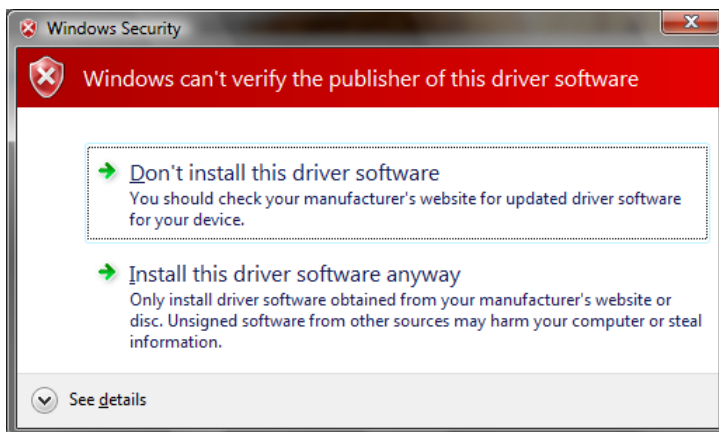 Windows Security
Windows can't verify the publisher of this driver software
Don't install this driver software
You should check your manufacturer's website for updated driver software
for your device.
Install this driver software anyway
Only install driver software obtained from your manufacturer's website or
disc. Unsigned software from other sources may harm your computer or steal
information.
See details